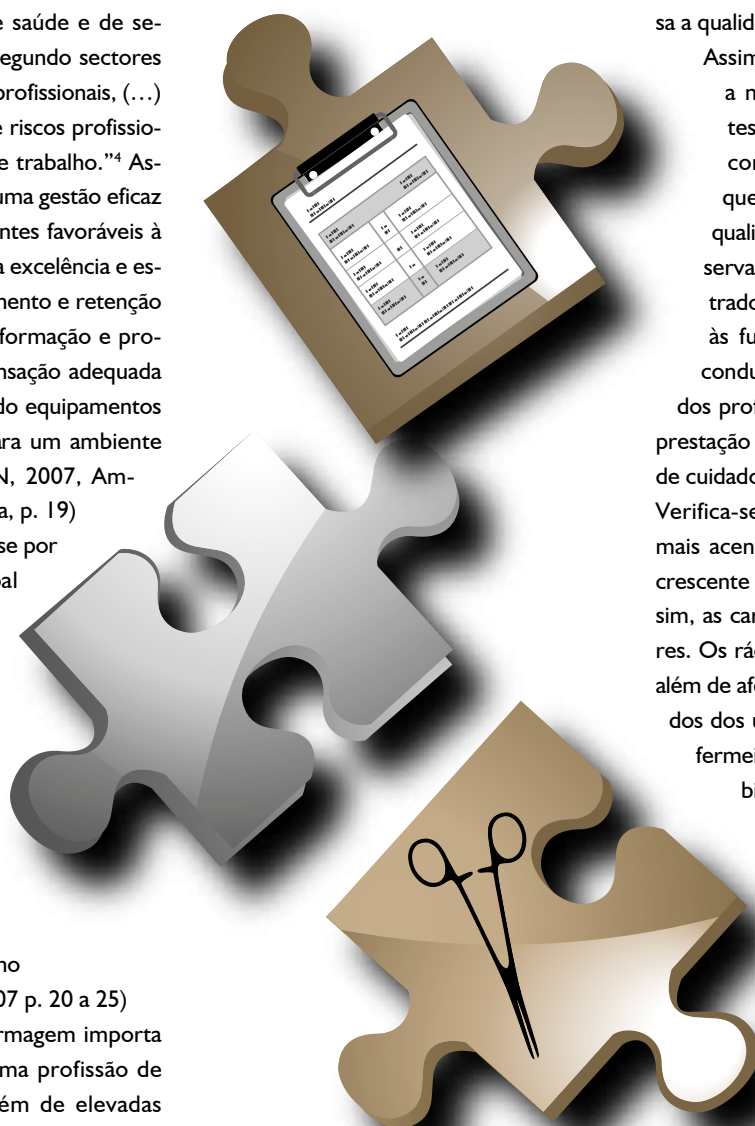 e saúde e de se-
egundo sectores
profissionais, (…)
e riscos profissio-
e trabalho.”4 As-
uma gestão eficaz
ntes favoráveis à
a excelência e es-
mento e retenção
formação e pro-
nsação adequada
do equipamentos
ara um ambiente
N, 2007, Am-
a, p. 19)
se por
al
no
07 p. 20 a 25)
rmagem importa
ma profissão de
ém de elevadas
sa a qualid
Assim
a n
tes
con
que
quali
serva
trado
às fu
condu
dos prof
prestação
de cuidado
Verifica-se
mais acen
crescente
sim, as car
res. Os rác
além de afe
dos dos u
fermei
bi